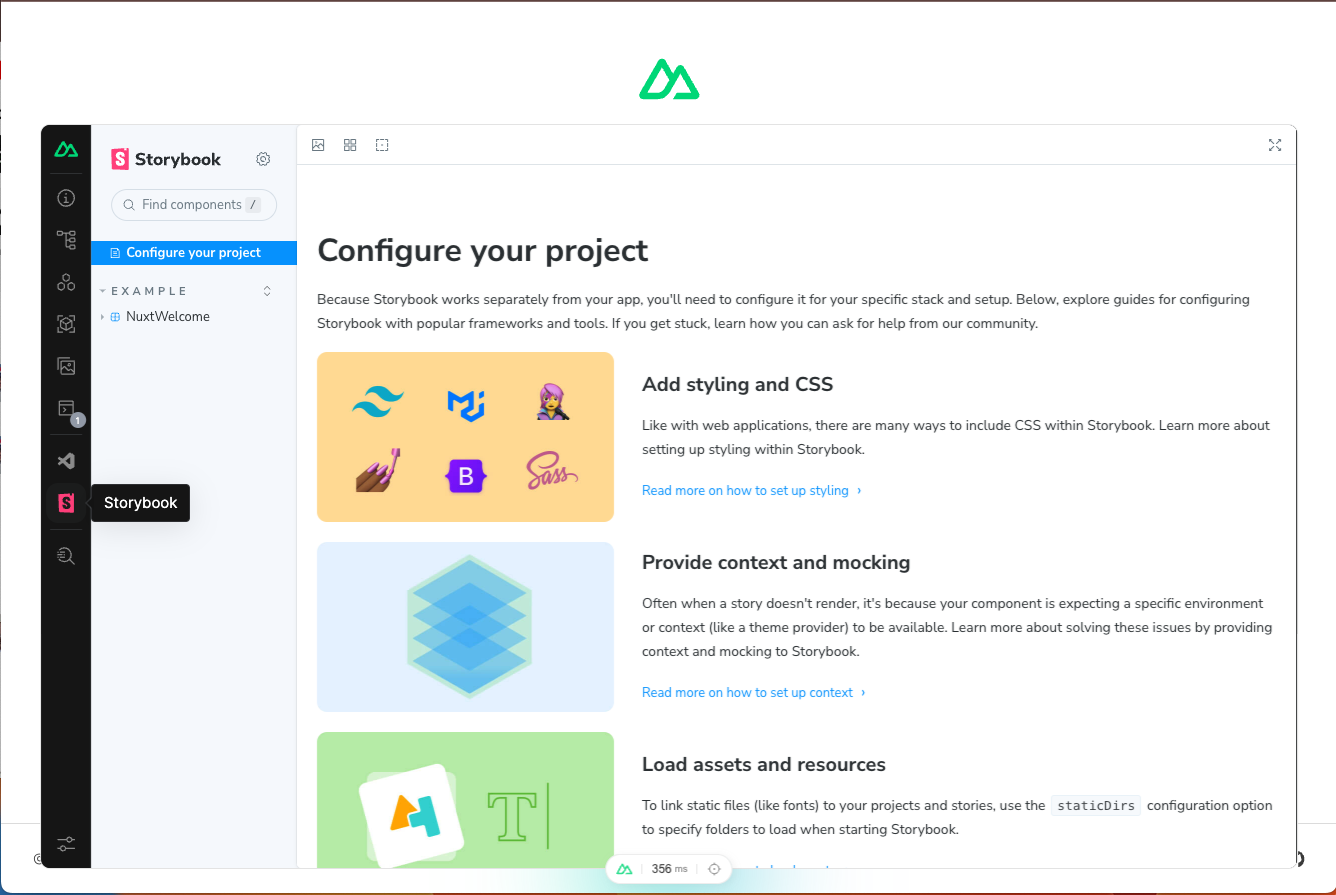 Storybook
Find components /
Configure your project
EXAMPLE
NuxtWelcome
1
Storybook
Configure your project
Because Storybook works separately from your app, you'll need to configure it for your specific stack and setup. Below, explore guides for configuring
Storybook with popular frameworks and tools. If you get stuck, learn how you can ask for help from our community.
B
Sass
Add styling and CSS
Like with web applications, there are many ways to include CSS within Storybook. Learn more about
setting up styling within Storybook.
Read more on how to set up styling
Provide context and mocking
Often when a story doesn't render, it's because your component is expecting a specific environment
or context (like a theme provider) to be available. Learn more about solving these issues by providing
context and mocking to Storybook.
Read more on how to set up context
T
Load assets and resources
To link static files (like fonts) to your projects and stories, use the staticDirs configuration option
to specify folders to load when starting Storybook.
356 ms